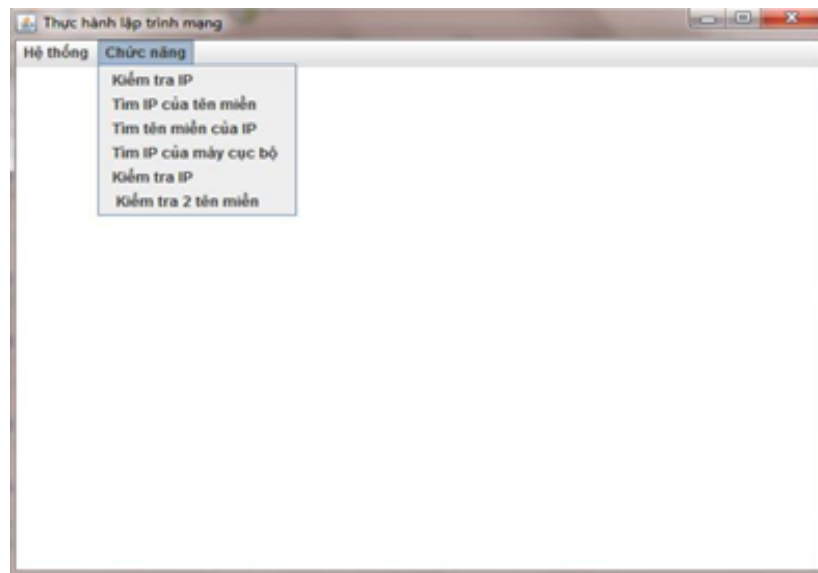 Thực hành lập trình mạng
Hệ thống Chức năng
Kiểm tra IP
Tìm IP của tên miền
Tìm tên miền của IP
Tìm IP của máy cục bộ
Kiểm tra IP
Kiểm tra 2 tên miền